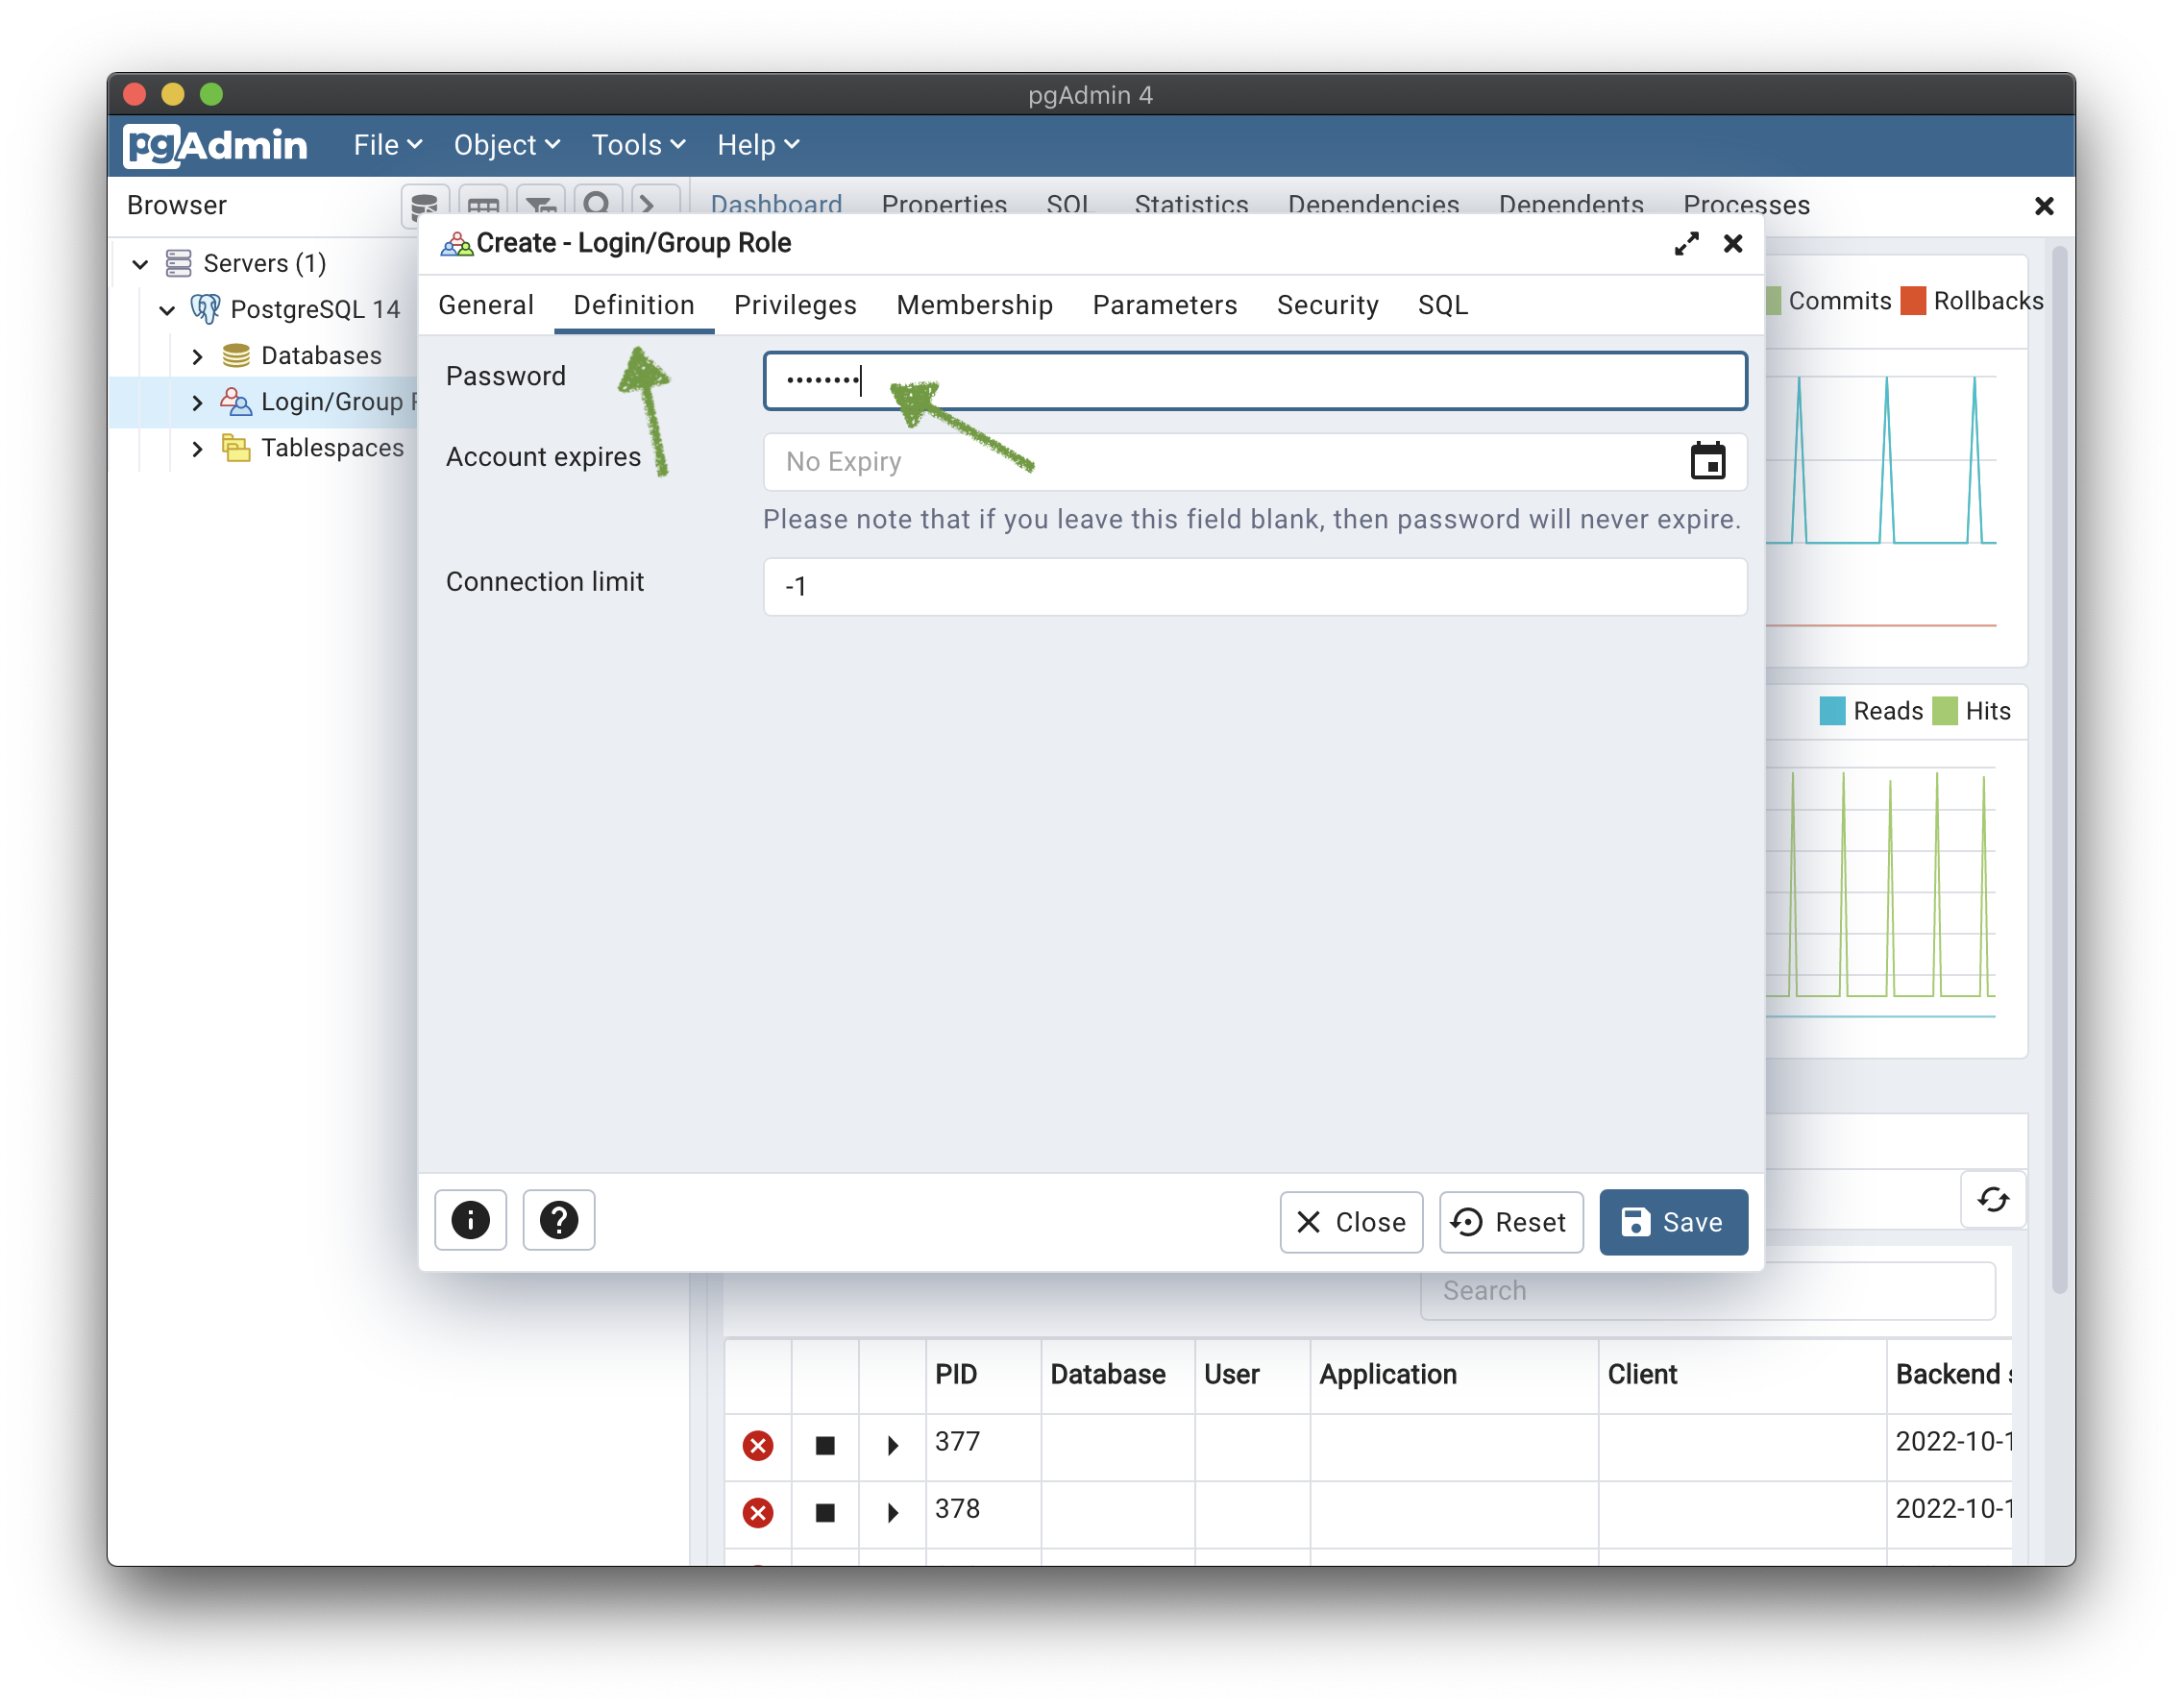 pgAdmin 4
pgAdmin File Object Tools Help
Browser Dashboard Properties SQL Statistics Dependencies Dependents Processes
Create - Login/Group Role
Servers (1)
General Definition Privileges Membership Parameters Security SQL
Commits Rollbacks
PostgreSQL 14
Databases
Password ••••••••
Login/Group
Tablespaces
Account expires No Expiry
Please note that if you leave this field blank, then password will never expire.
Connection limit -1
Reads Hits
Close Reset Save
Search
PID Database User Application Client Backend
377 2022-10-1
378 2022-10-1